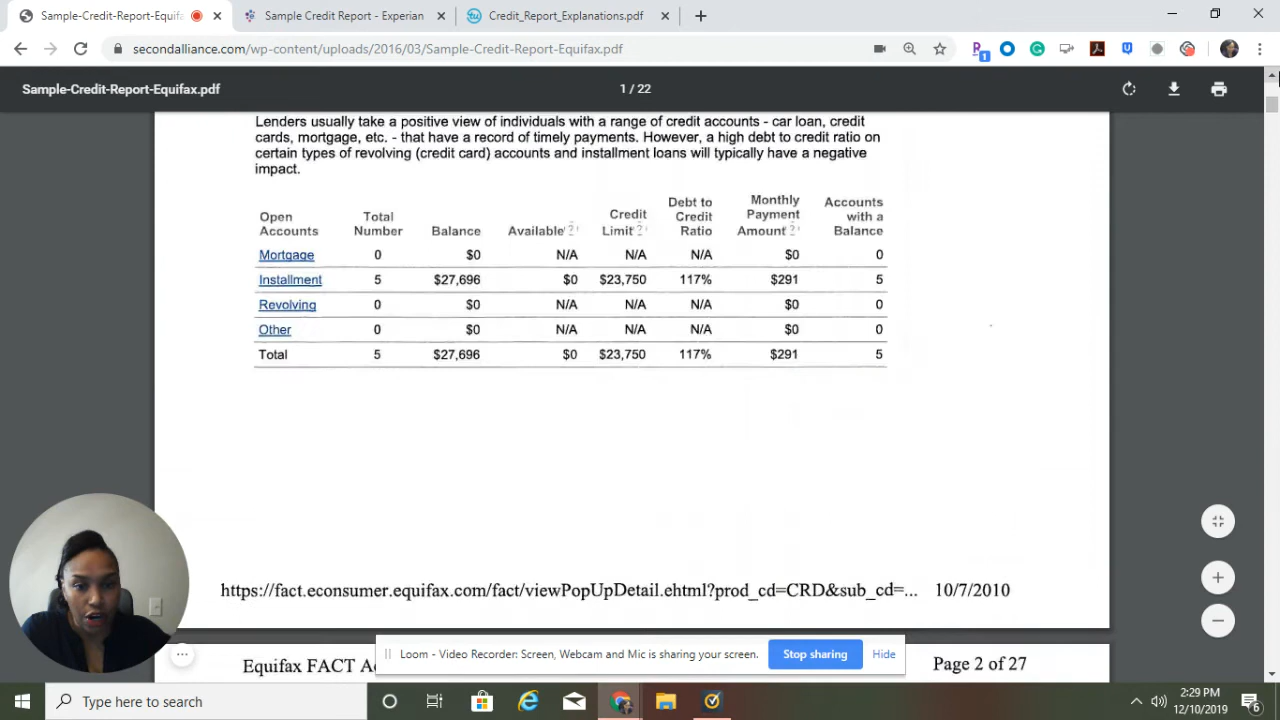 Sample-Credit-Report-Equifa
Sample Credit Report - Experian
Credit_Report_Explanations.pdf
secondalliance.com/wp-content/uploads/2016/03/Sample-Credit-Report-Equifax.pdf
1
Sample-Credit-Report-Equifax.pdf
1 / 22
Lenders usually take a positive view of individuals with a range of credit accounts - car loan, credit
cards, mortgage, etc. - that have a record of timely payments. However, a high debt to credit ratio on
certain types of revolving (credit card) accounts and installment loans will typically have a negative
impact.
Open Accounts Total Number Balance Available Credit Limit Debt to Credit Ratio Monthly Payment Amount Accounts with a Balance
Mortgage 0 $0 N/A N/A N/A $0 0
Installment 5 $27,696 $0 $23,750 117% $291 5
Revolving 0 $0 N/A N/A N/A $0 0
Other 0 $0 N/A N/A N/A $0 0
Total 5 $27,696 $0 $23,750 117% $291 5
https://fact.econsumer.equifax.com/fact/viewPopUpDetail.ehtml?prod_cd=CRD&sub_cd=... 10/7/2010
Loom - Video Recorder: Screen, Webcam and Mic is sharing your screen. Stop sharing Hide
Equifax FACT Ac Page 2 of 27
Type here to search
2:29 PM
12/10/2019
6